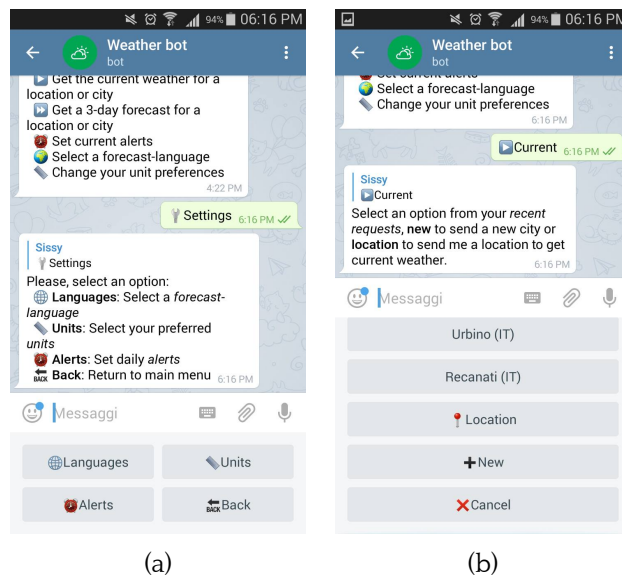 94% 06:16 PM
Weather bot
bot
Get the current weather for a
location or city
Get a 3-day forecast for a
location or city
Set current alerts
Select a forecast-language
Change your unit preferences
4:22 PM
Settings 6:16 PM
Sissy
Settings
Please, select an option:
Languages: Select a forecast-
language
Units: Select your preferred
units
Alerts: Set daily alerts
BACK Back: Return to main menu 6:16 PM
Messaggi
Languages
Units
Alerts
BACK Back
(a)
94% 06:16 PM
Weather bot
bot
Set current alerts
Select a forecast-language
Change your unit preferences
6:16 PM
Current 6:16 PM
Sissy
Current
Select an option from your recent
requests, new to send a new city or
location to send me a location to get
current weather.
6:16 PM
Messaggi
Urbino (IT)
Recanati (IT)
Location
New
Cancel
(b)